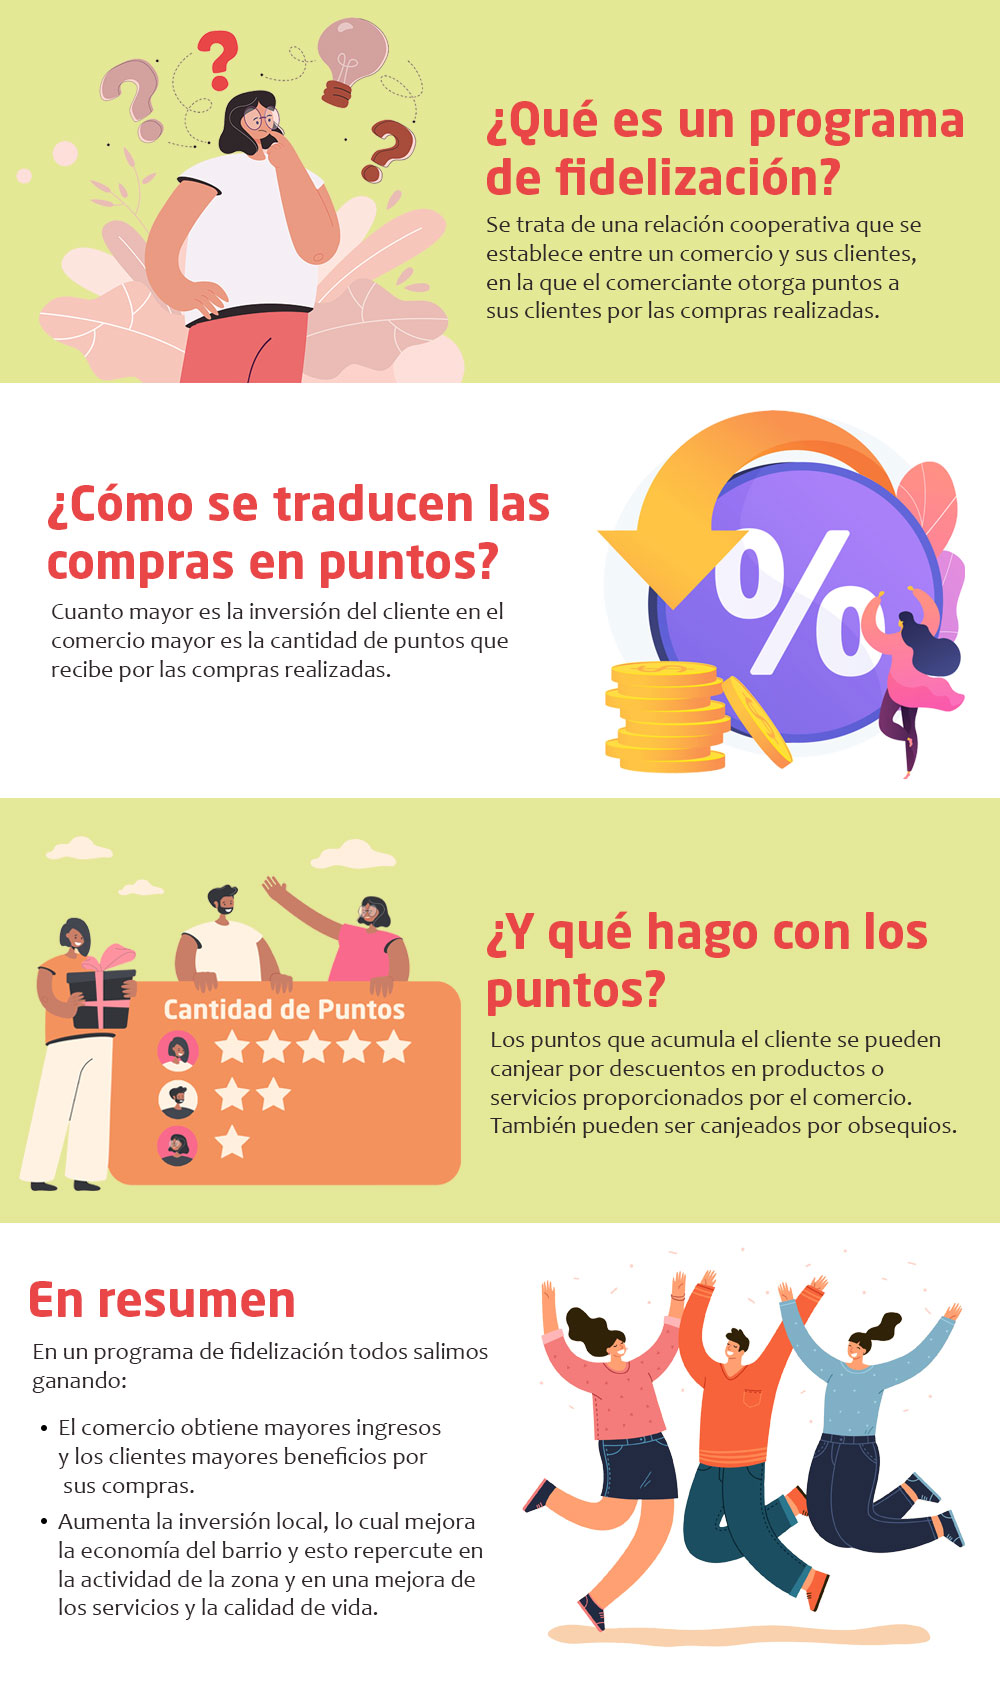 ¿Qué es un programa
de fidelización?
Se trata de una relación cooperativa que se
establece entre un comercio y sus clientes,
en la que el comerciante otorga puntos a
sus clientes por las compras realizadas.
¿Cómo se traducen las
compras en puntos?
Cuanto mayor es la inversión del cliente en el
comercio mayor es la cantidad de puntos que
recibe por las compras realizadas.
%
¿Y qué hago con los
puntos?
Los puntos que acumula el cliente se pueden
canjear por descuentos en productos o
servicios proporcionados por el comercio.
También pueden ser canjeados por obsequios.
Cantidad de Puntos
En resumen
En un programa de fidelización todos salimos
ganando:
• El comercio obtiene mayores ingresos
y los clientes mayores beneficios por
sus compras.
• Aumenta la inversión local, lo cual mejora
la economía del barrio y esto repercute en
la actividad de la zona y en una mejora de
los servicios y la calidad de vida.